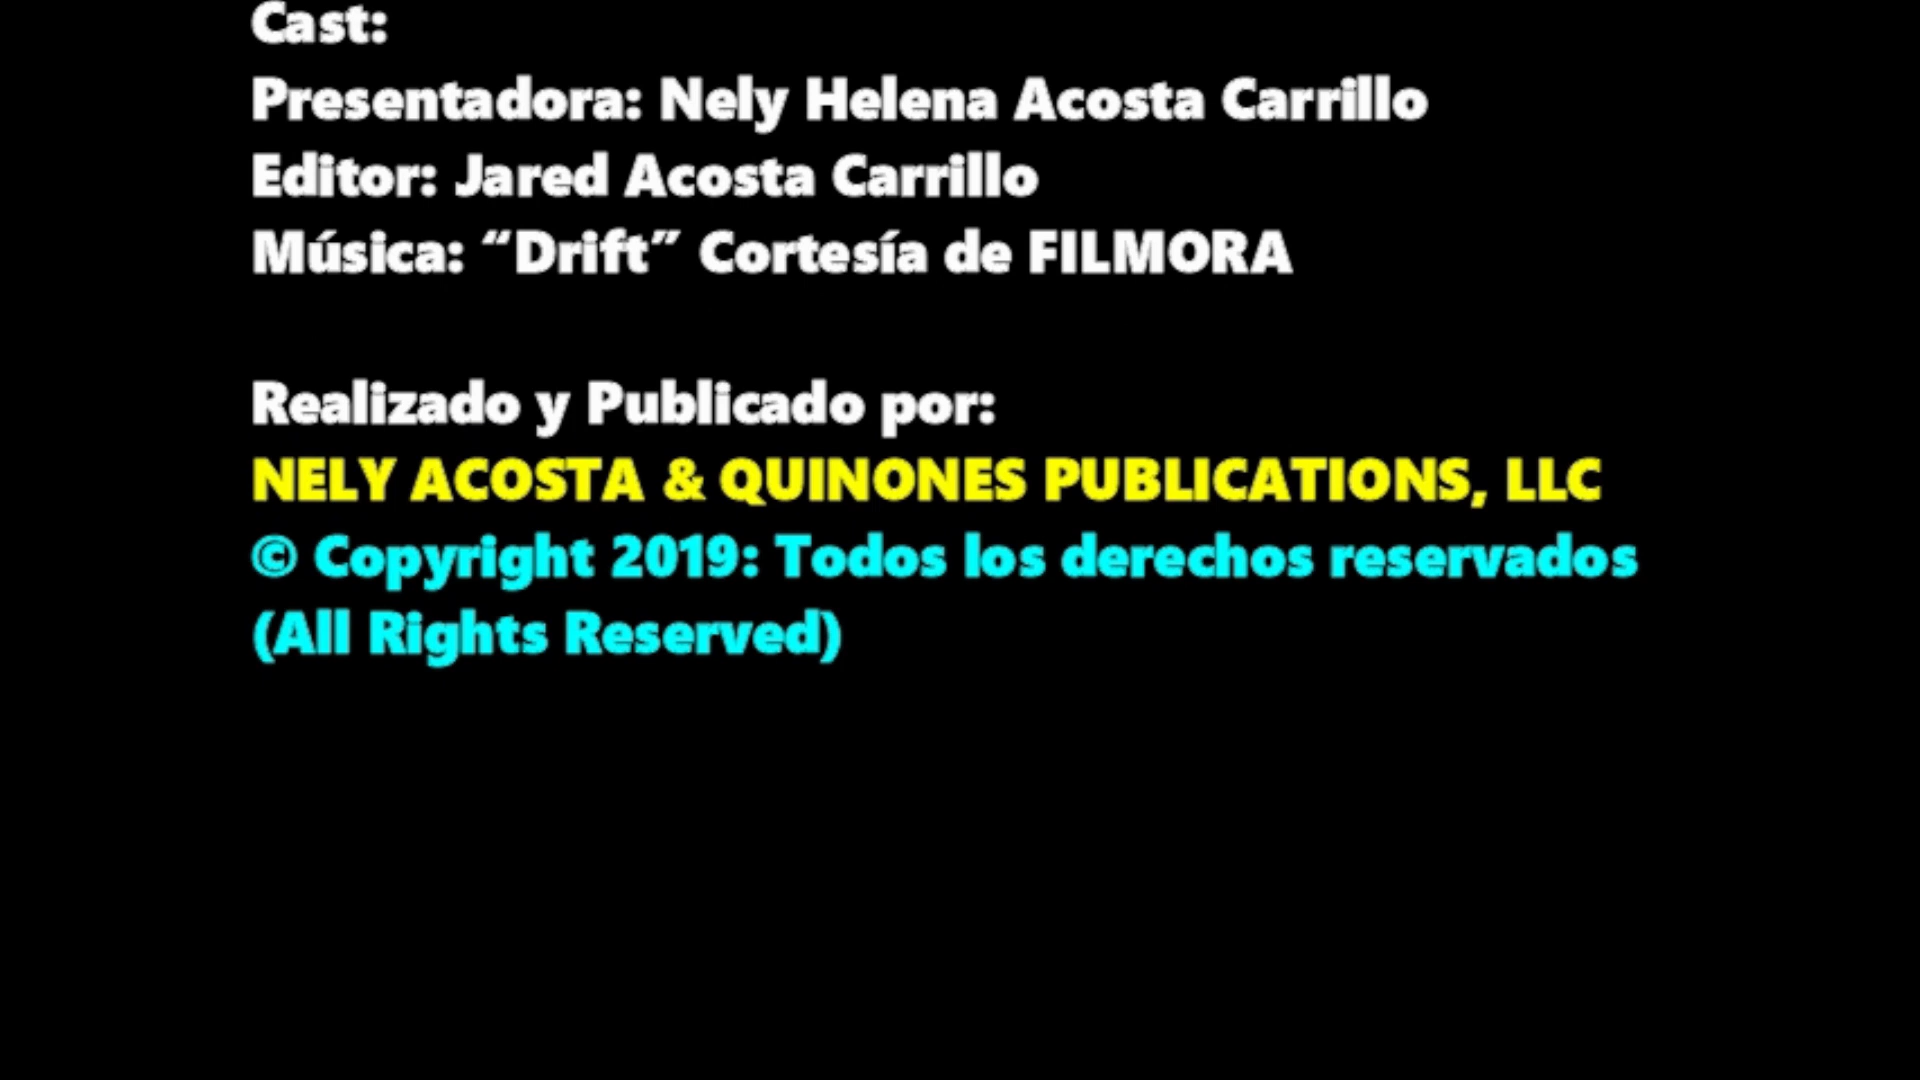 Cast:
Presentadora: Nely Helena Acosta Carrillo
Editor: Jared Acosta Carrillo
Música: “Drift” Cortesía de FILMORA
Realizado y Publicado por:
NELY ACOSTA & QUINONES PUBLICATIONS, LLC
© Copyright 2019: Todos los derechos reservados
(All Rights Reserved)